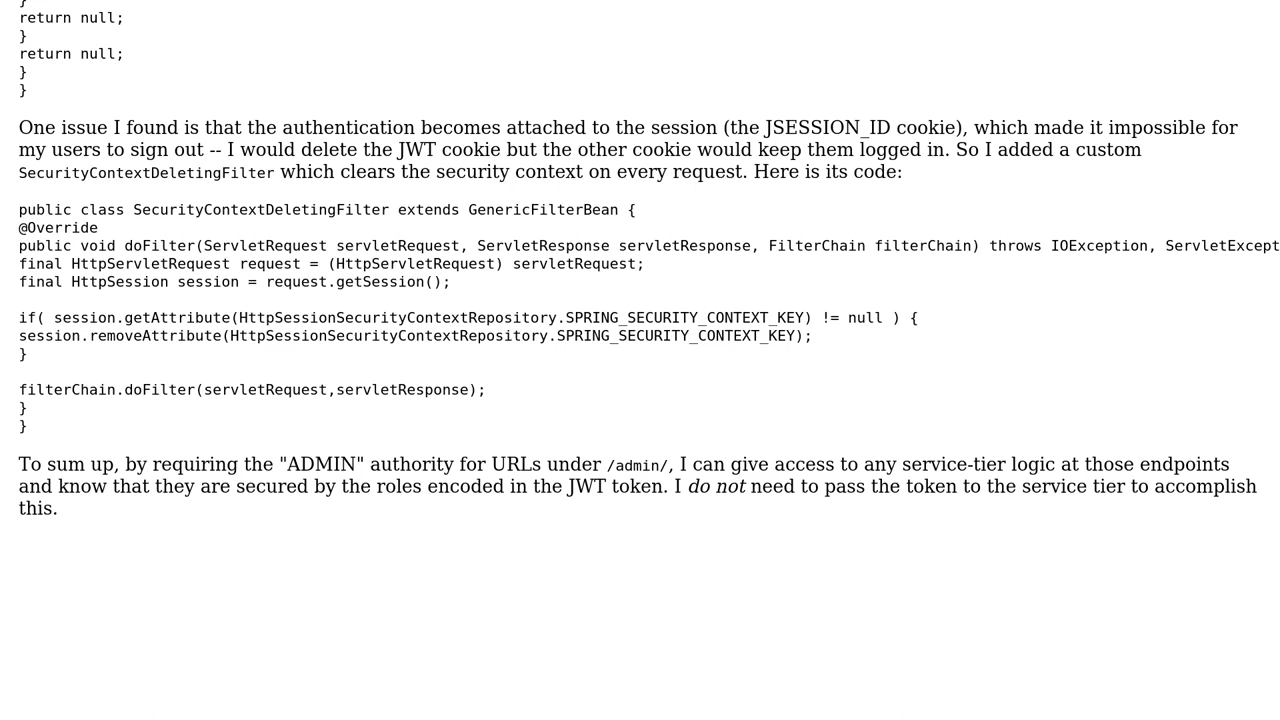 }
return null;
}
return null;
}
}
One issue I found is that the authentication becomes attached to the session (the JSESSION_ID cookie), which made it impossible for
my users to sign out -- I would delete the JWT cookie but the other cookie would keep them logged in. So I added a custom
SecurityContextDeletingFilter which clears the security context on every request. Here is its code:
public class SecurityContextDeletingFilter extends GenericFilterBean {
@Override
public void doFilter(ServletRequest servletRequest, ServletResponse servletResponse, FilterChain filterChain) throws IOException, ServletExcept
final HttpServletRequest request = (HttpServletRequest) servletRequest;
final HttpSession session = request.getSession();
if( session.getAttribute(HttpSessionSecurityContextRepository.SPRING_SECURITY_CONTEXT_KEY) != null ) {
session.removeAttribute(HttpSessionSecurityContextRepository.SPRING_SECURITY_CONTEXT_KEY);
}
filterChain.doFilter(servletRequest,servletResponse);
}
}
To sum up, by requiring the "ADMIN" authority for URLs under /admin/, I can give access to any service-tier logic at those endpoints
and know that they are secured by the roles encoded in the JWT token. I do not need to pass the token to the service tier to accomplish
this.